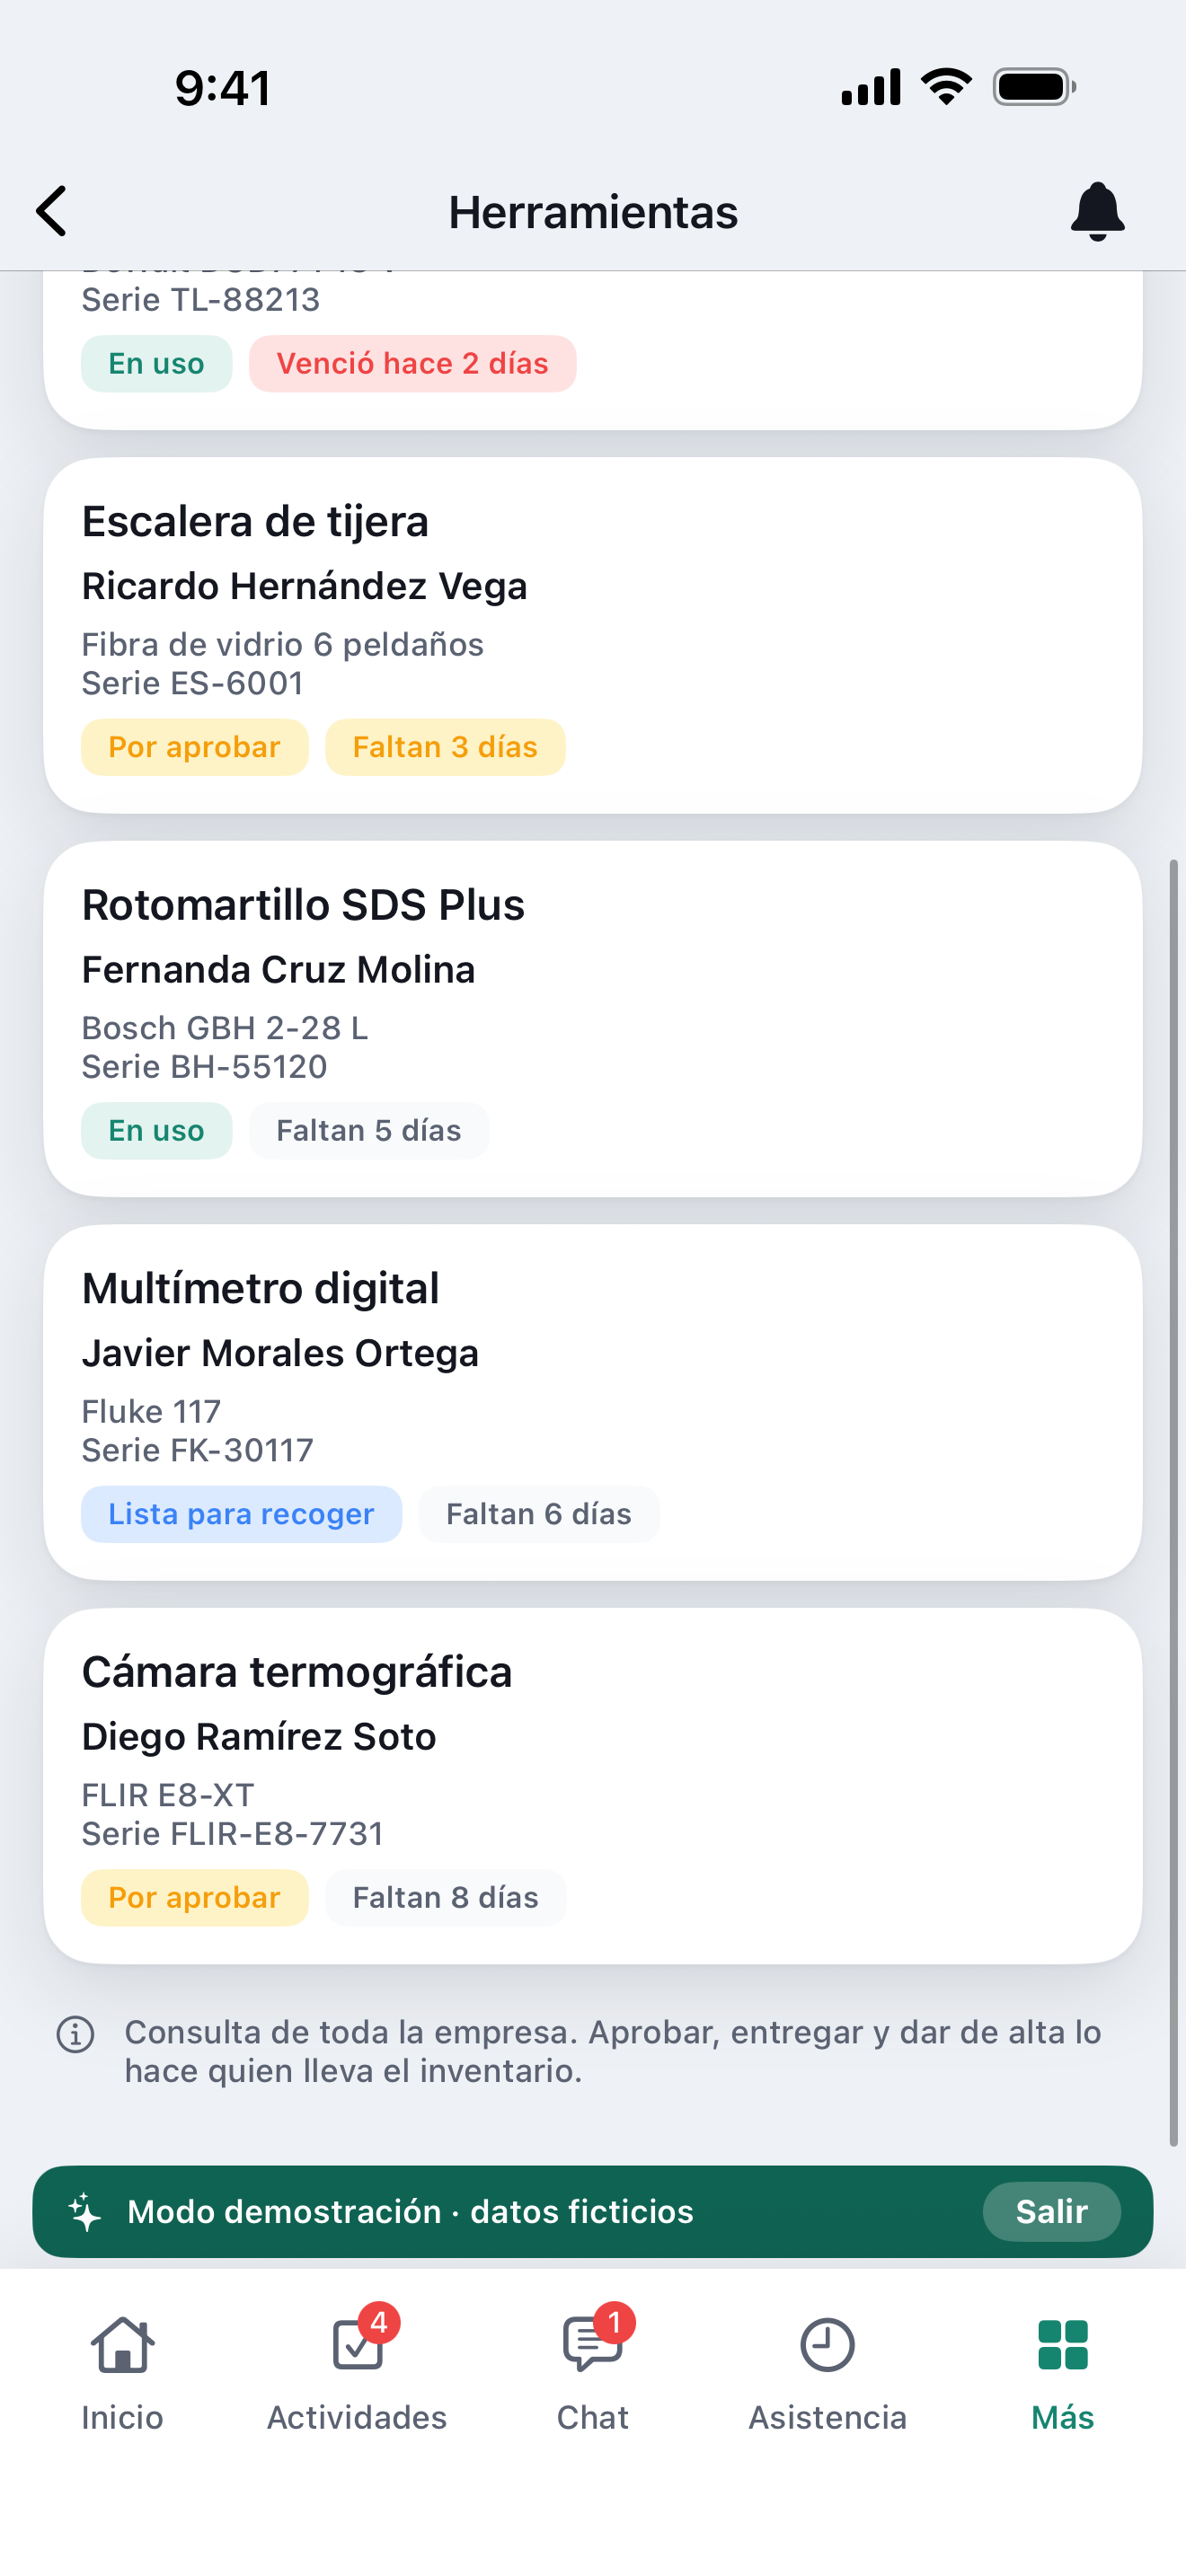 9:41
Herramientas
Serie TL-88213
En uso
Venció hace 2 días
Escalera de tijera
Ricardo Hernández Vega
Fibra de vidrio 6 peldaños
Serie ES-6001
Por aprobar
Faltan 3 días
Rotomartillo SDS Plus
Fernanda Cruz Molina
Bosch GBH 2-28 L
Serie BH-55120
En uso
Faltan 5 días
Multímetro digital
Javier Morales Ortega
Fluke 117
Serie FK-30117
Lista para recoger
Faltan 6 días
Cámara termográfica
Diego Ramírez Soto
FLIR E8-XT
Serie FLIR-E8-7731
Por aprobar
Faltan 8 días
Consulta de toda la empresa. Aprobar, entregar y dar de alta lo
hace quien lleva el inventario.
Modo demostración · datos ficticios
Salir
4
1
Inicio
Actividades
Chat
Asistencia
Más